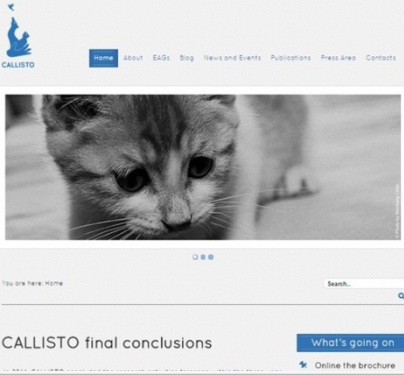 CALLISTO
Home About EAGs Blog News and Events Publications Press Area Contacts
You are here: Home
Search...
CALLISTO final conclusions
What's going on
Online the brochure